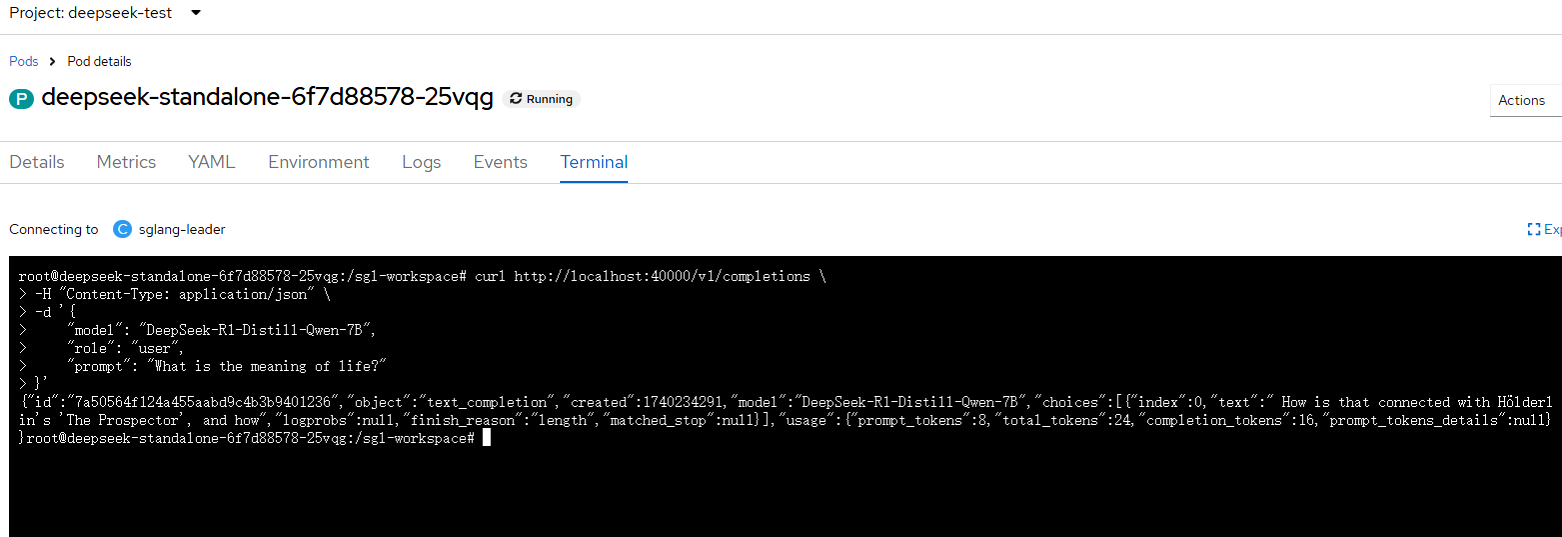 Project: deepseek-test
Pods > Pod details
P deepseek-standalone-6f7d88578-25vqg Running
Actions
Details Metrics YAML Environment Logs Events Terminal
Connecting to C sglang-leader
Exp
root@deepseek-standalone-6f7d88578-25vqg:/sgl-workspace# curl http://localhost:40000/v1/completions \
> -H "Content-Type: application/json" \
> -d '{
>     "model": "DeepSeek-R1-Distill-Qwen-7B",
>     "role": "user",
>     "prompt": "What is the meaning of life?"
> }'
{"id":"7a50564f124a455aabd9c4b3b9401236","object":"text_completion","created":1740234291,"model":"DeepSeek-R1-Distill-Qwen-7B","choices":[{"index":0,"text":" How is that connected with Hölderl
in's 'The Prospector', and how","logprobs":null,"finish_reason":"length","matched_stop":null}],"usage":{"prompt_tokens":8,"total_tokens":24,"completion_tokens":16,"prompt_tokens_details":null}
}root@deepseek-standalone-6f7d88578-25vqg:/sgl-workspace#